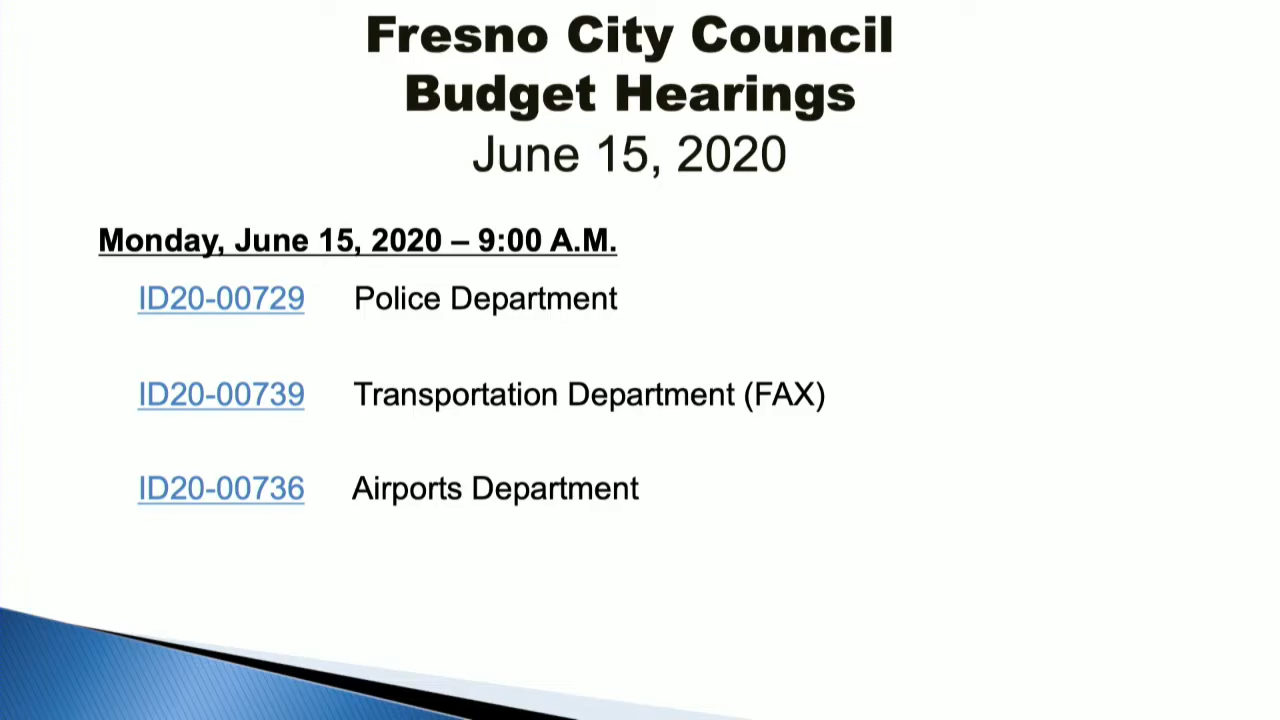 Fresno City Council
Budget Hearings
June 15, 2020
Monday, June 15, 2020 – 9:00 A.M.
ID20-00729 Police Department
ID20-00739 Transportation Department (FAX)
ID20-00736 Airports Department